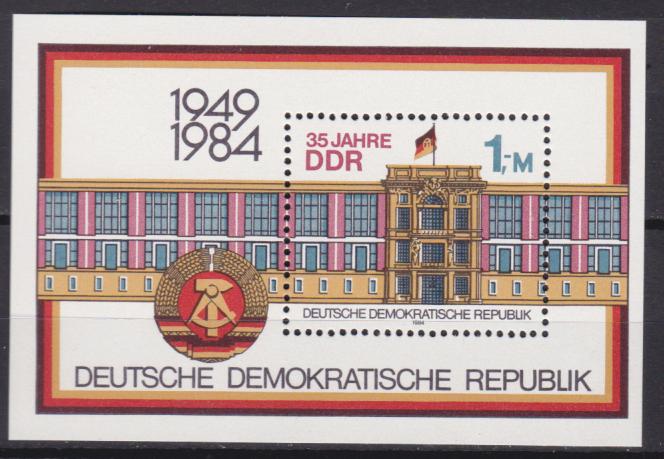 1949
1984
35 JAHRE
DDR
1,-M
DEUTSCHE DEMOKRATISCHE REPUBLIK
1984
DEUTSCHE DEMOKRATISCHE REPUBLIK